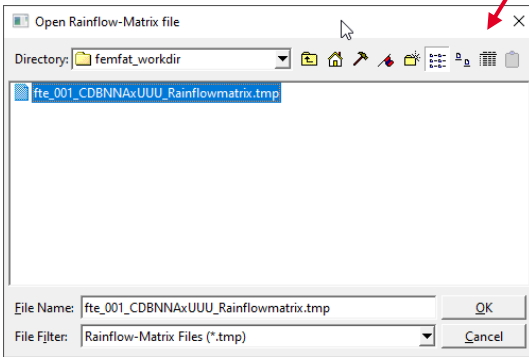 Open Rainflow-Matrix file
Directory: femfat_workdir
fte_001_CDBNNAxUUU_Rainflowmatrix.tmp
File Name: fte_001_CDBNNAxUUU_Rainflowmatrix.tmp OK
File Filter: Rainflow-Matrix Files (*.tmp) Cancel